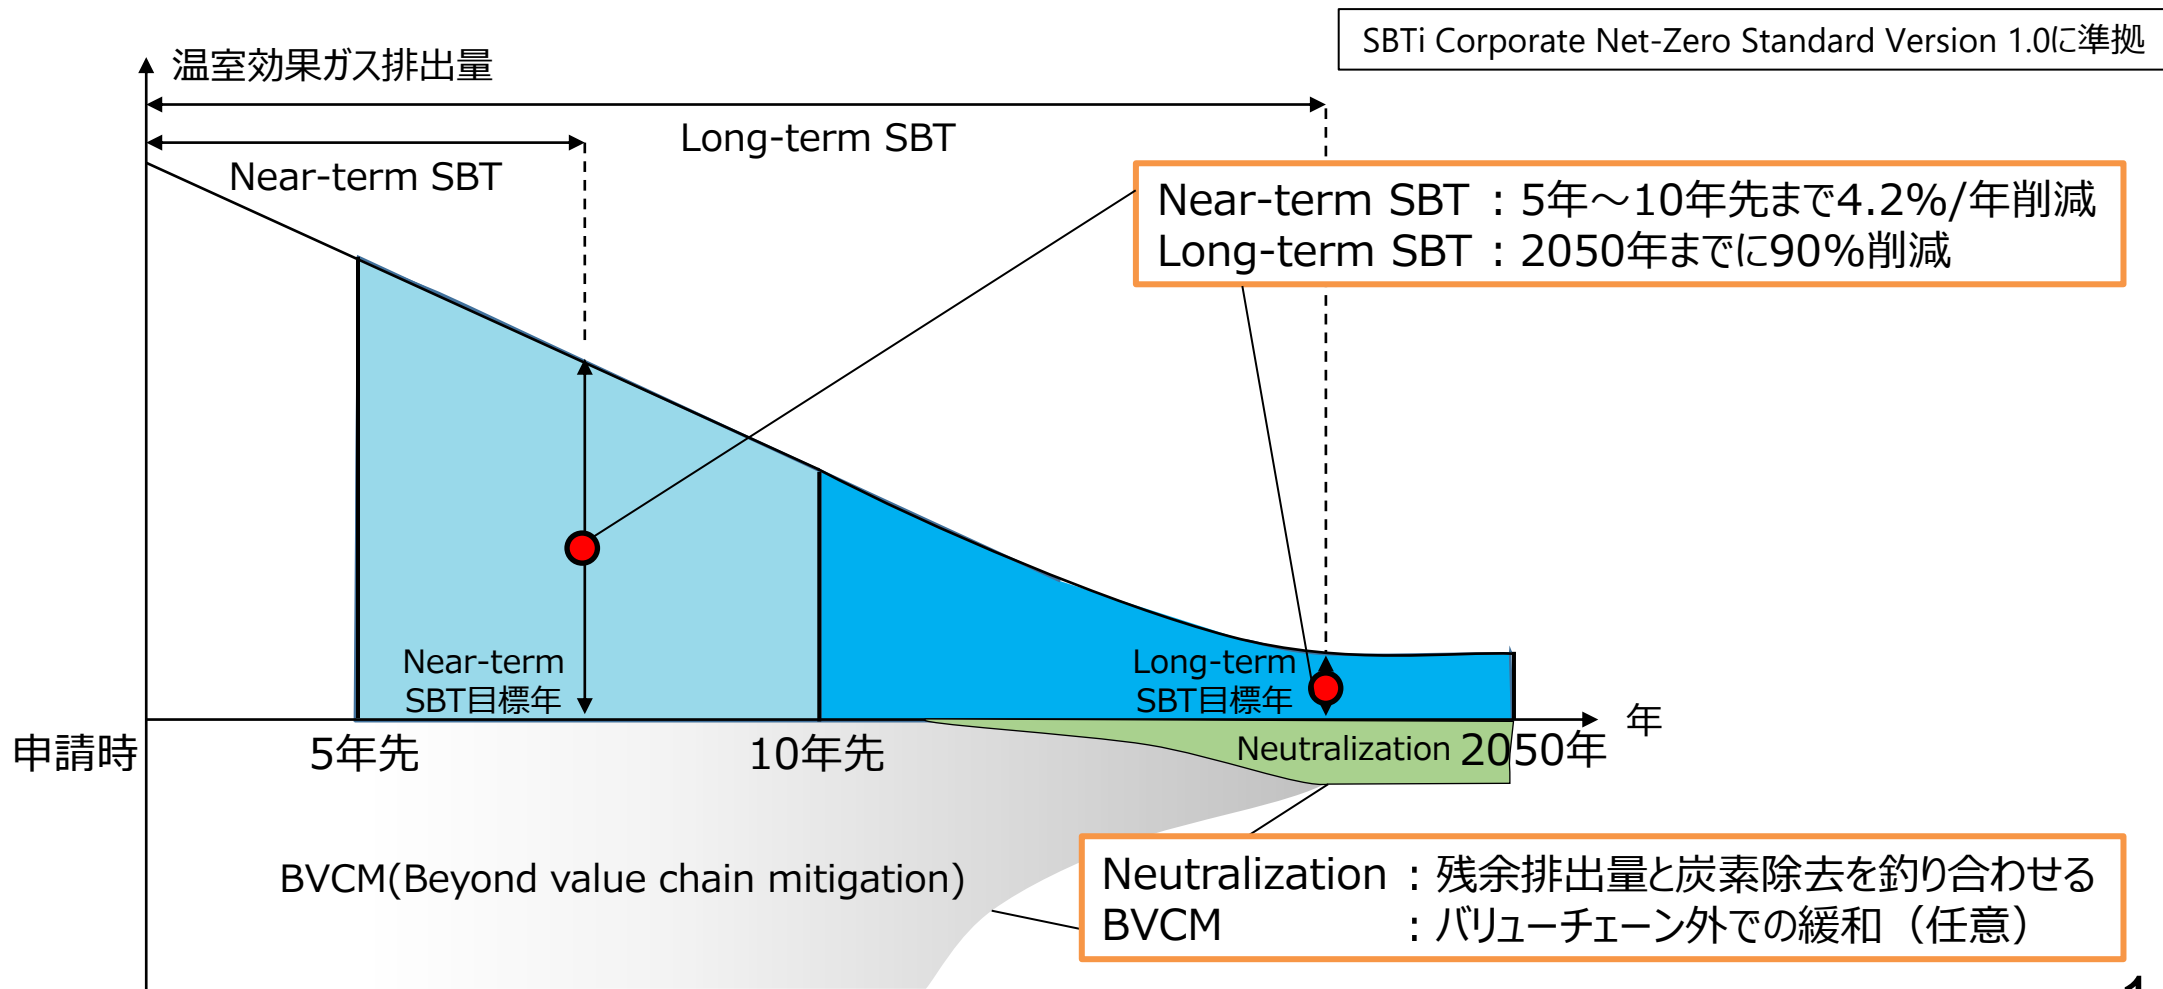 SBTi Corporate Net-Zero Standard Version 1.0に準拠
温室効果ガス排出量
Long-term SBT
Near-term SBT
Near-term SBT : 5年～10年先まで4.2%/年削減
Long-term SBT : 2050年までに90%削減
Near-term
SBT目標年
Long-term
SBT目標年
年
申請時
5年先
10年先
Neutralization
2050年
BVCM(Beyond value chain mitigation)
Neutralization : 残余排出量と炭素除去を釣り合わせる
BVCM : バリューチェーン外での緩和（任意）